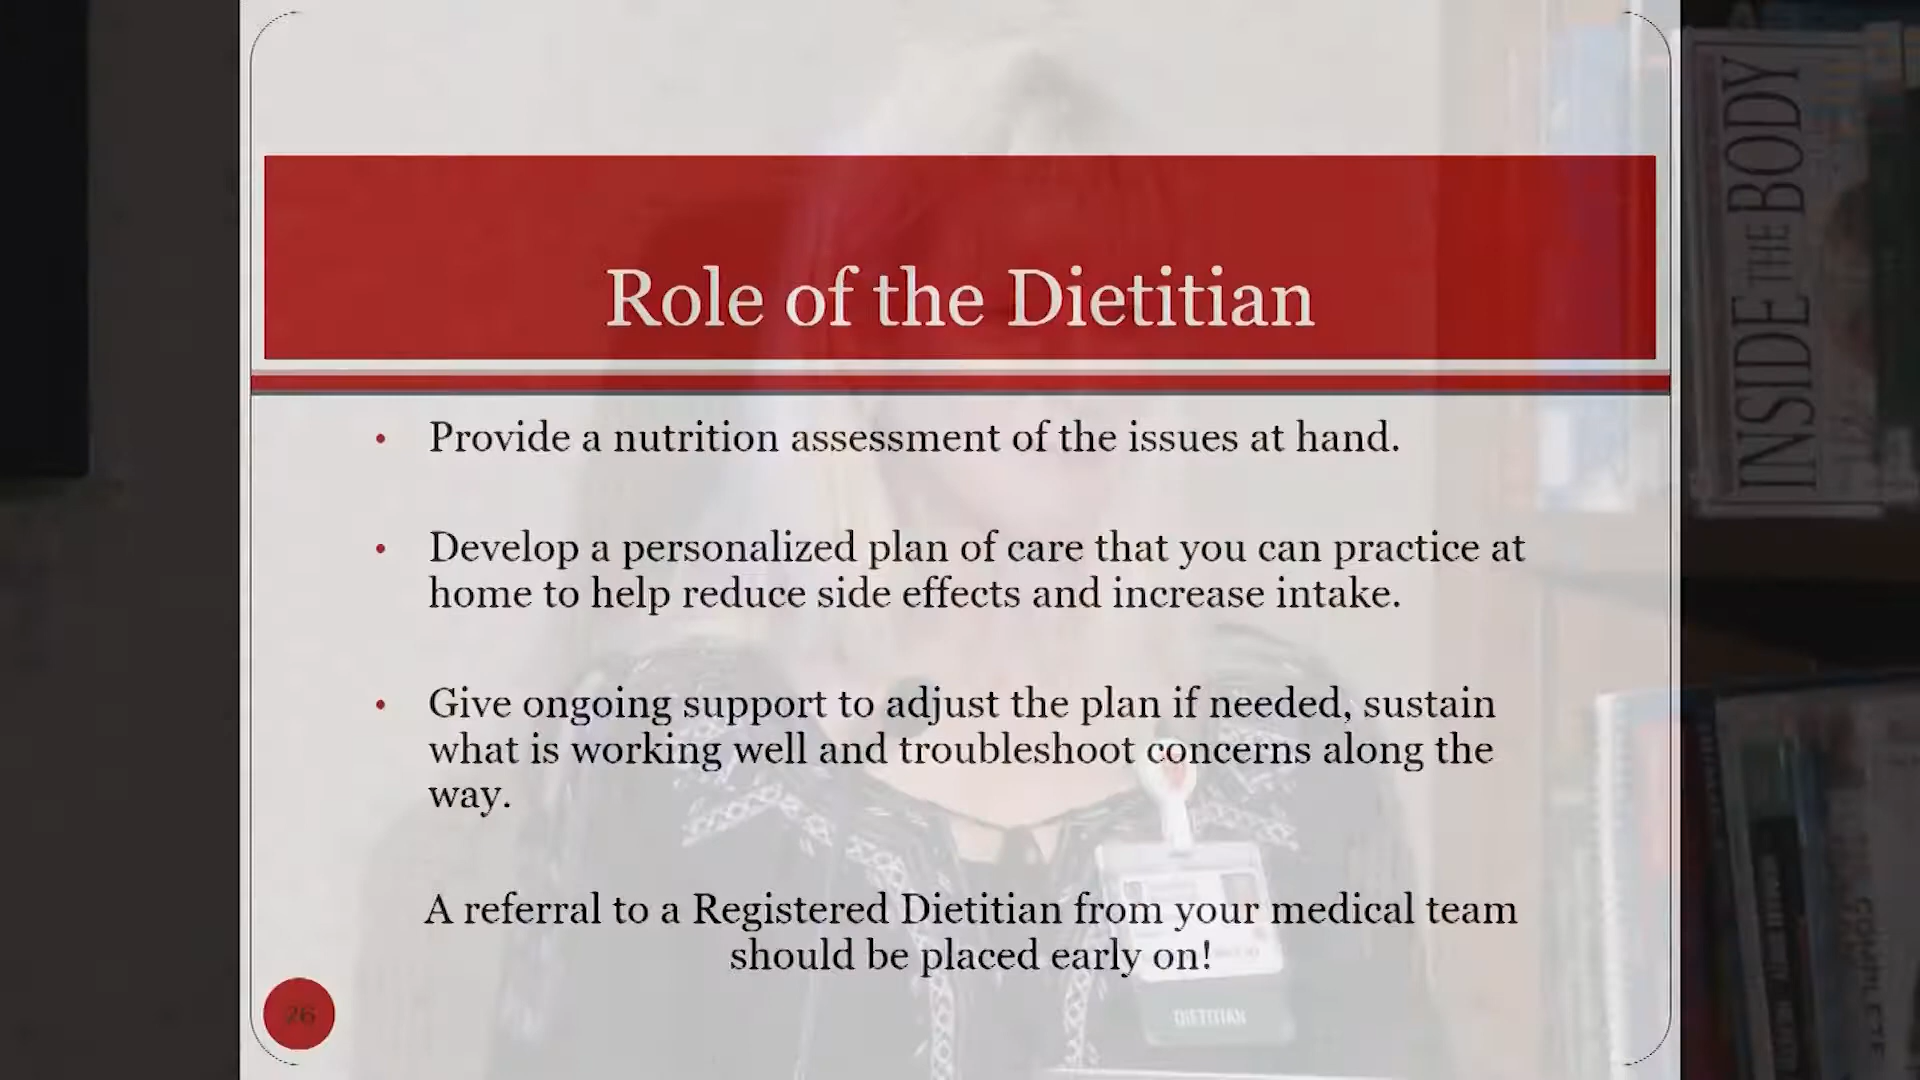 Role of the Dietitian
• Provide a nutrition assessment of the issues at hand.
• Develop a personalized plan of care that you can practice at
home to help reduce side effects and increase intake.
• Give ongoing support to adjust the plan if needed, sustain
what is working well and troubleshoot concerns along the
way.
A referral to a Registered Dietitian from your medical team
should be placed early on!
26
DIETITIAN
INSIDE THE BODY